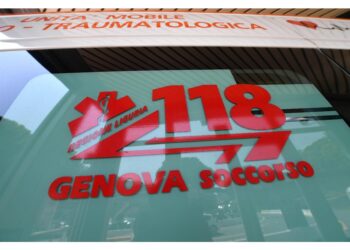 UNITA' MOBILE
- TRAUMATOLOGICA
118
REGIONE LIGURIA
GENOVA SOCCORSO